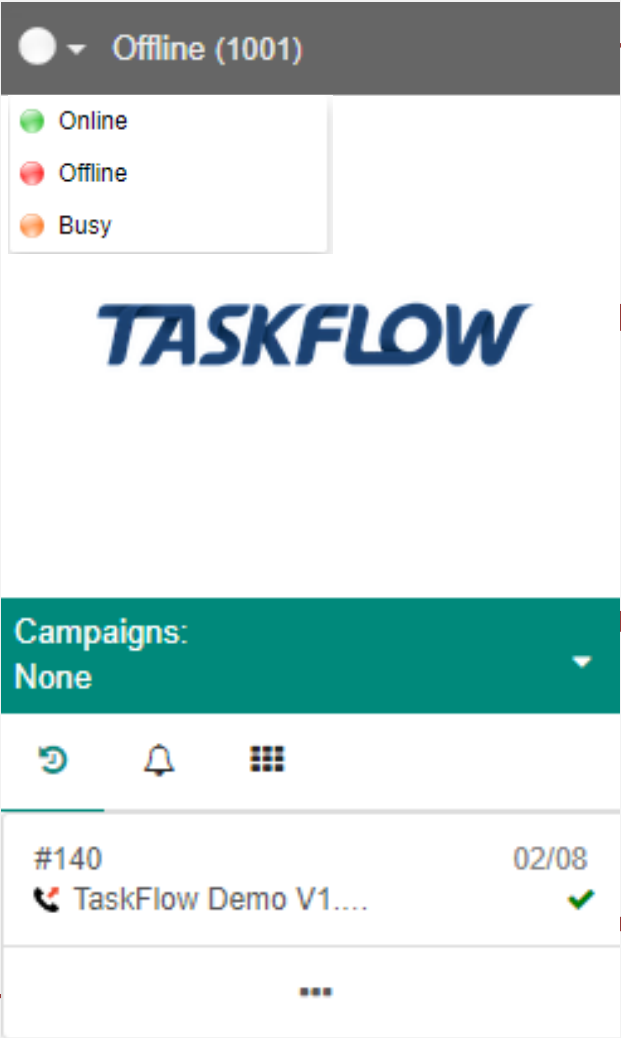 Offline (1001)
Online
Offline
Busy
TASKFLOW
Campaigns:
None
#140 02/08
TaskFlow Demo V1....